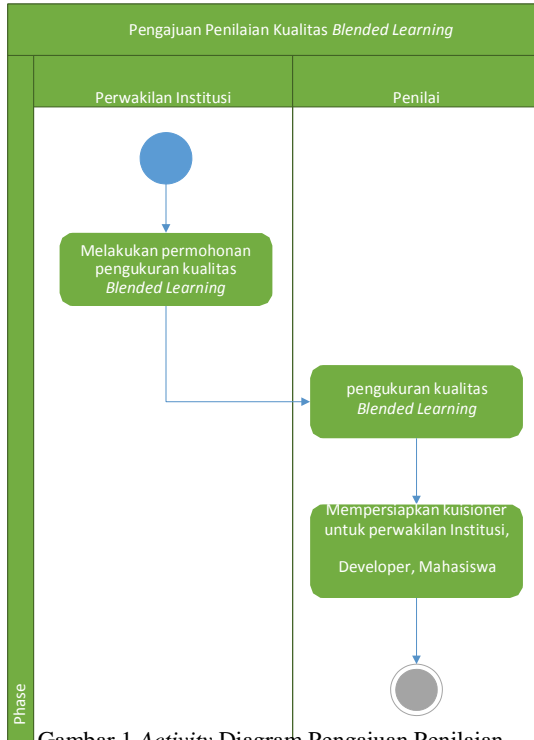 Pengajuan Penilaian Kualitas Blended Learning
Perwakilan Institusi
Penilai
Melakukan permohonan
pengukuran kualitas
Blended Learning
pengukuran kualitas
Blended Learning
Mempersiapkan kuisioner
untuk perwakilan Institusi,
Developer, Mahasiswa
Phase
Gambar 1 Activity Diagram Pengajuan Penilaian